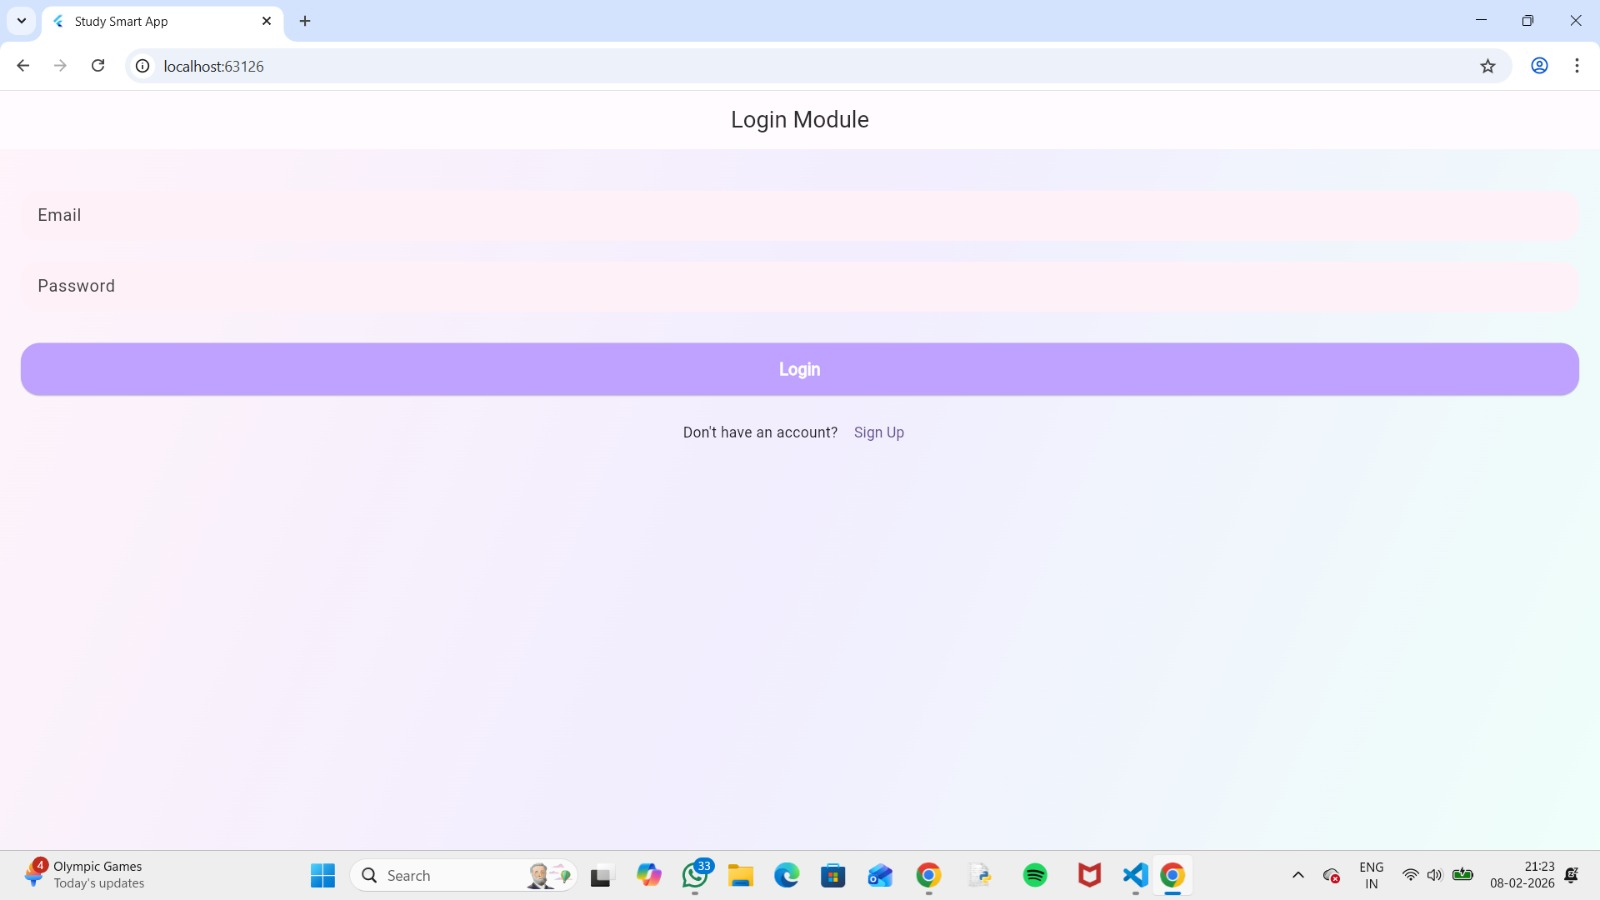 Study Smart App
localhost:63126
Login Module
Email
Password
Login
Don't have an account? Sign Up
4
Olympic Games
Today's updates
Search
33
ENG
IN
21:23
08-02-2026